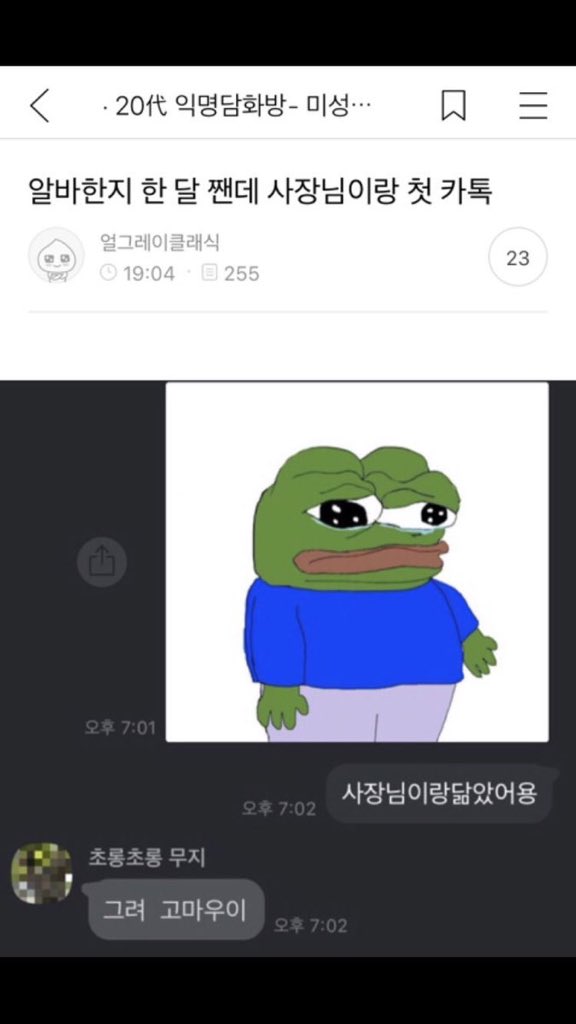 · 20代 익명담화방- 미성…
알바한지 한 달 짼데 사장님이랑 첫 카톡
얼그레이클래식
19:04 · 255
23
오후 7:01
사장님이랑닮았어용
오후 7:02
초롱초롱 무지
그려 고마우이
오후 7:02